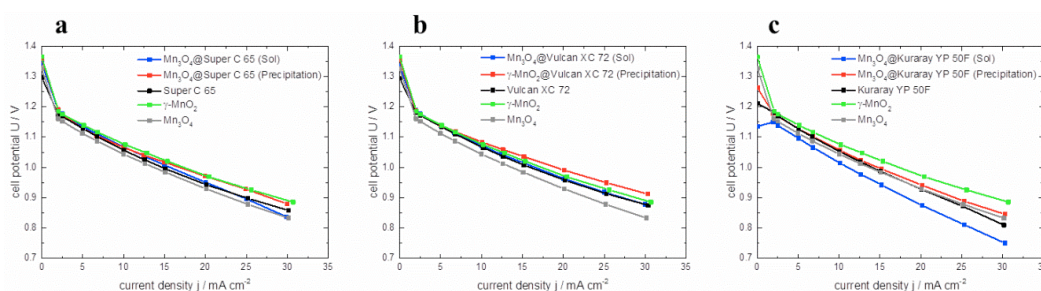 a
cell potential U / V
1.4
1.3
1.2
1.1
1.0
0.9
0.8
0.7
Mn₃O₄@Super C 65 (Sol)
Mn₃O₄@Super C 65 (Precipitation)
Super C 65
γ-MnO₂
Mn₃O₄
0 5 10 15 20 25 30 35
current density j / mA cm⁻²
b
cell potential U / V
1.4
1.3
1.2
1.1
1.0
0.9
0.8
0.7
Mn₃O₄@Vulcan XC 72 (Sol)
γ-MnO₂@Vulcan XC 72 (Precipitation)
Vulcan XC 72
γ-MnO₂
Mn₃O₄
0 5 10 15 20 25 30 35
current density j / mA cm⁻²
c
cell potential U / V
1.4
1.3
1.2
1.1
1.0
0.9
0.8
0.7
Mn₃O₄@Kuraray YP 50F (Sol)
Mn₃O₄@Kuraray YP 50F (Precipitation)
Kuraray YP 50F
γ-MnO₂
Mn₃O₄
0 5 10 15 20 25 30 35
current density j / mA cm⁻²